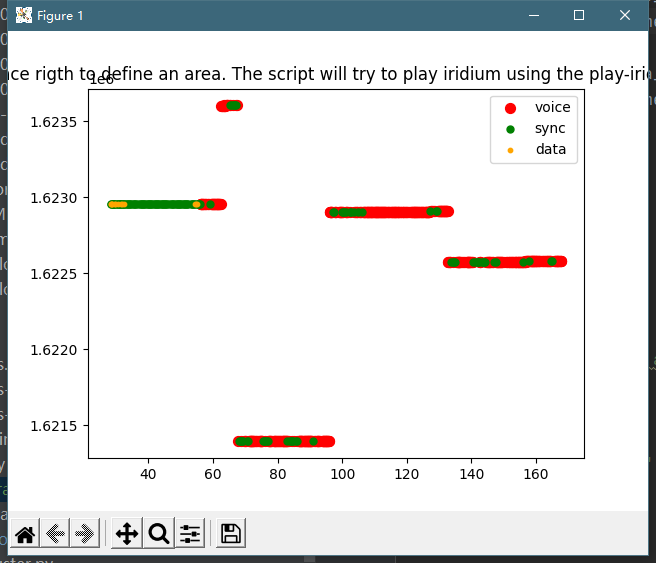 Figure 1
ce rigth to define an area. The script will try to play iridium using the play-iri
1e6
voice
sync
data
1.6235
1.6230
1.6225
1.6220
1.6215
40 60 80 100 120 140 160